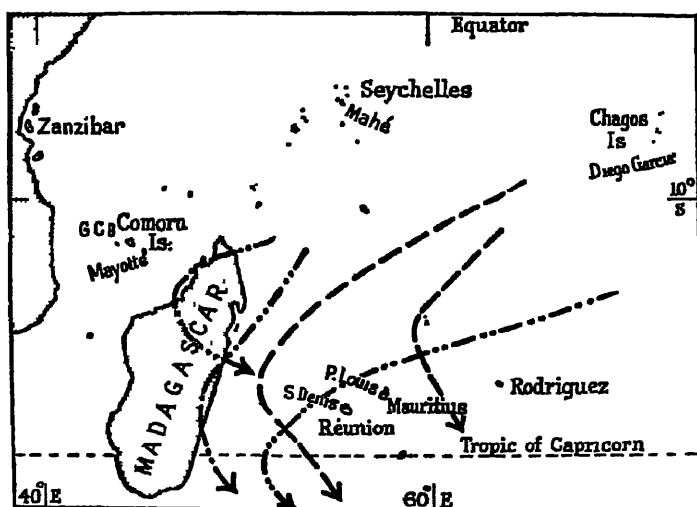 Equator
Seychelles
Mahé
Zanzibar
Chagos
Is
Diego Garcia
10°
S
G C B Comoro
Is.
Mayotte
MADAGASCAR
P. Louis
Mauritius
S Denis
Réunion
Rodriguez
Tropic of Capricorn
40° E
60° E